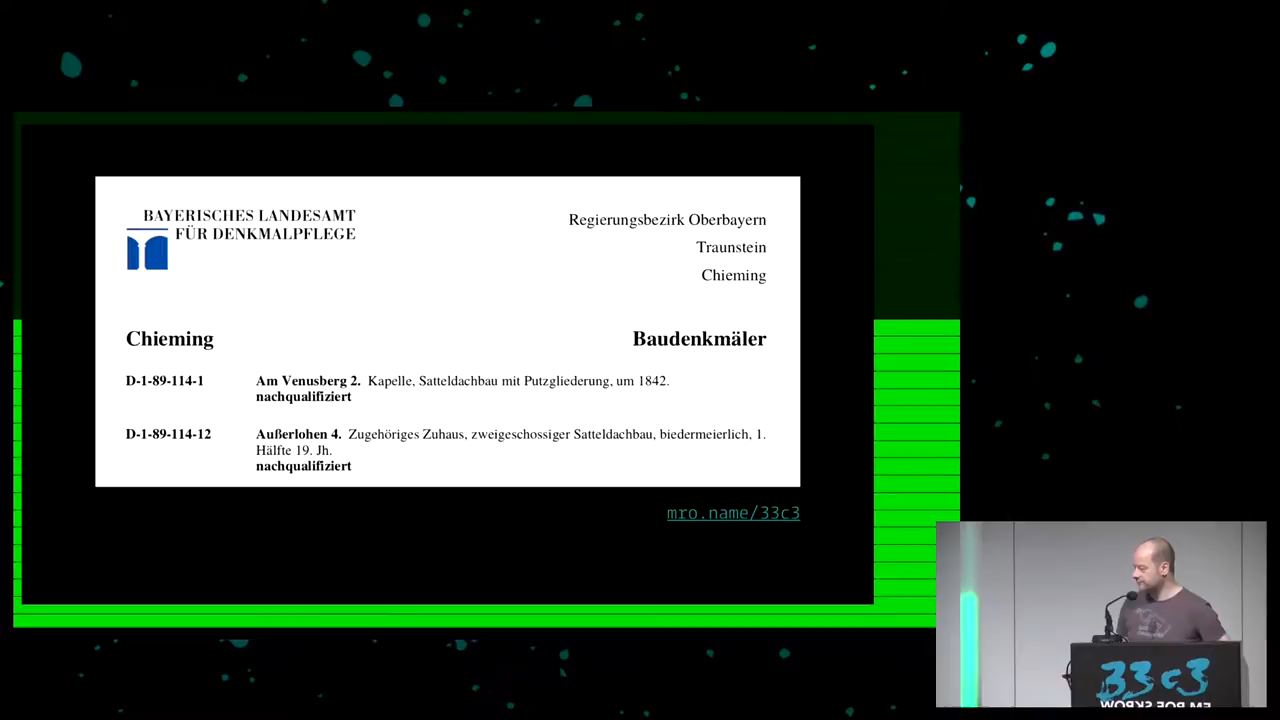 BAYERISCHES LANDESAMT
FÜR DENKMALPFLEGE
Regierungsbezirk Oberbayern
Traunstein
Chieming
Chieming
Baudenkmäler
D-1-89-114-1
Am Venusberg 2. Kapelle, Satteldachbau mit Putzgliederung, um 1842.
nachqualifiziert
D-1-89-114-12
Außerlohen 4. Zugehöriges Zuhaus, zweigeschossiger Satteldachbau, biedermeierlich, 1.
Hälfte 19. Jh.
nachqualifiziert
mro.name/33c3
33c3